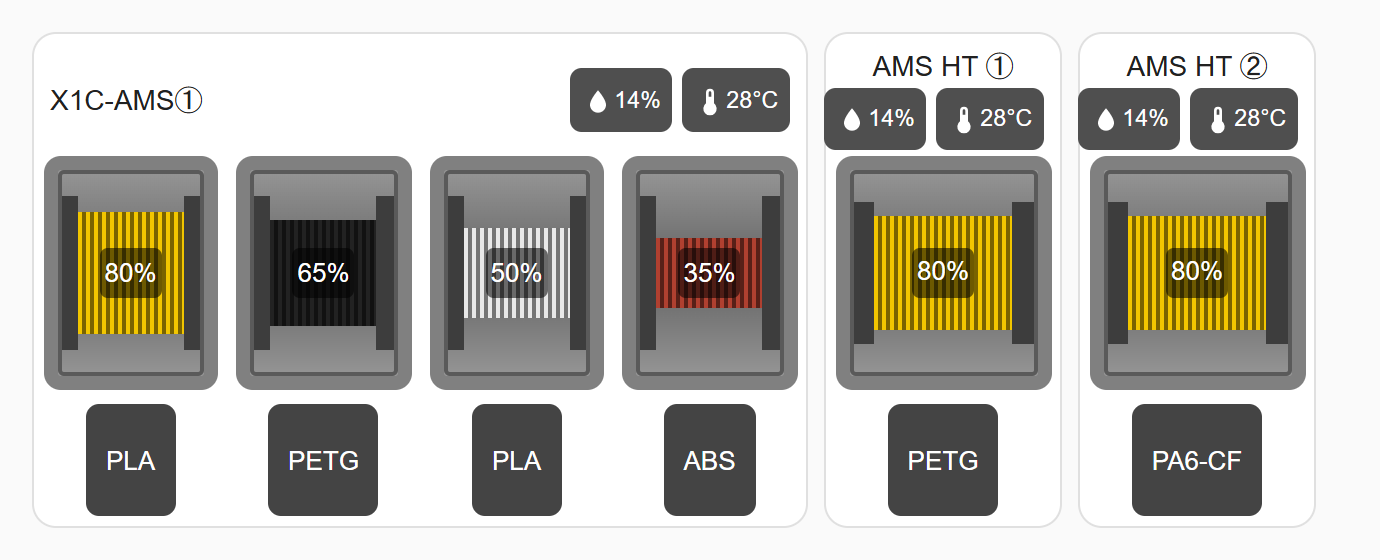 X1C-AMS①
14%
28°C
80%
65%
50%
35%
PLA
PETG
PLA
ABS
AMS HT ①
14%
28°C
80%
PETG
AMS HT ②
14%
28°C
80%
PA6-CF